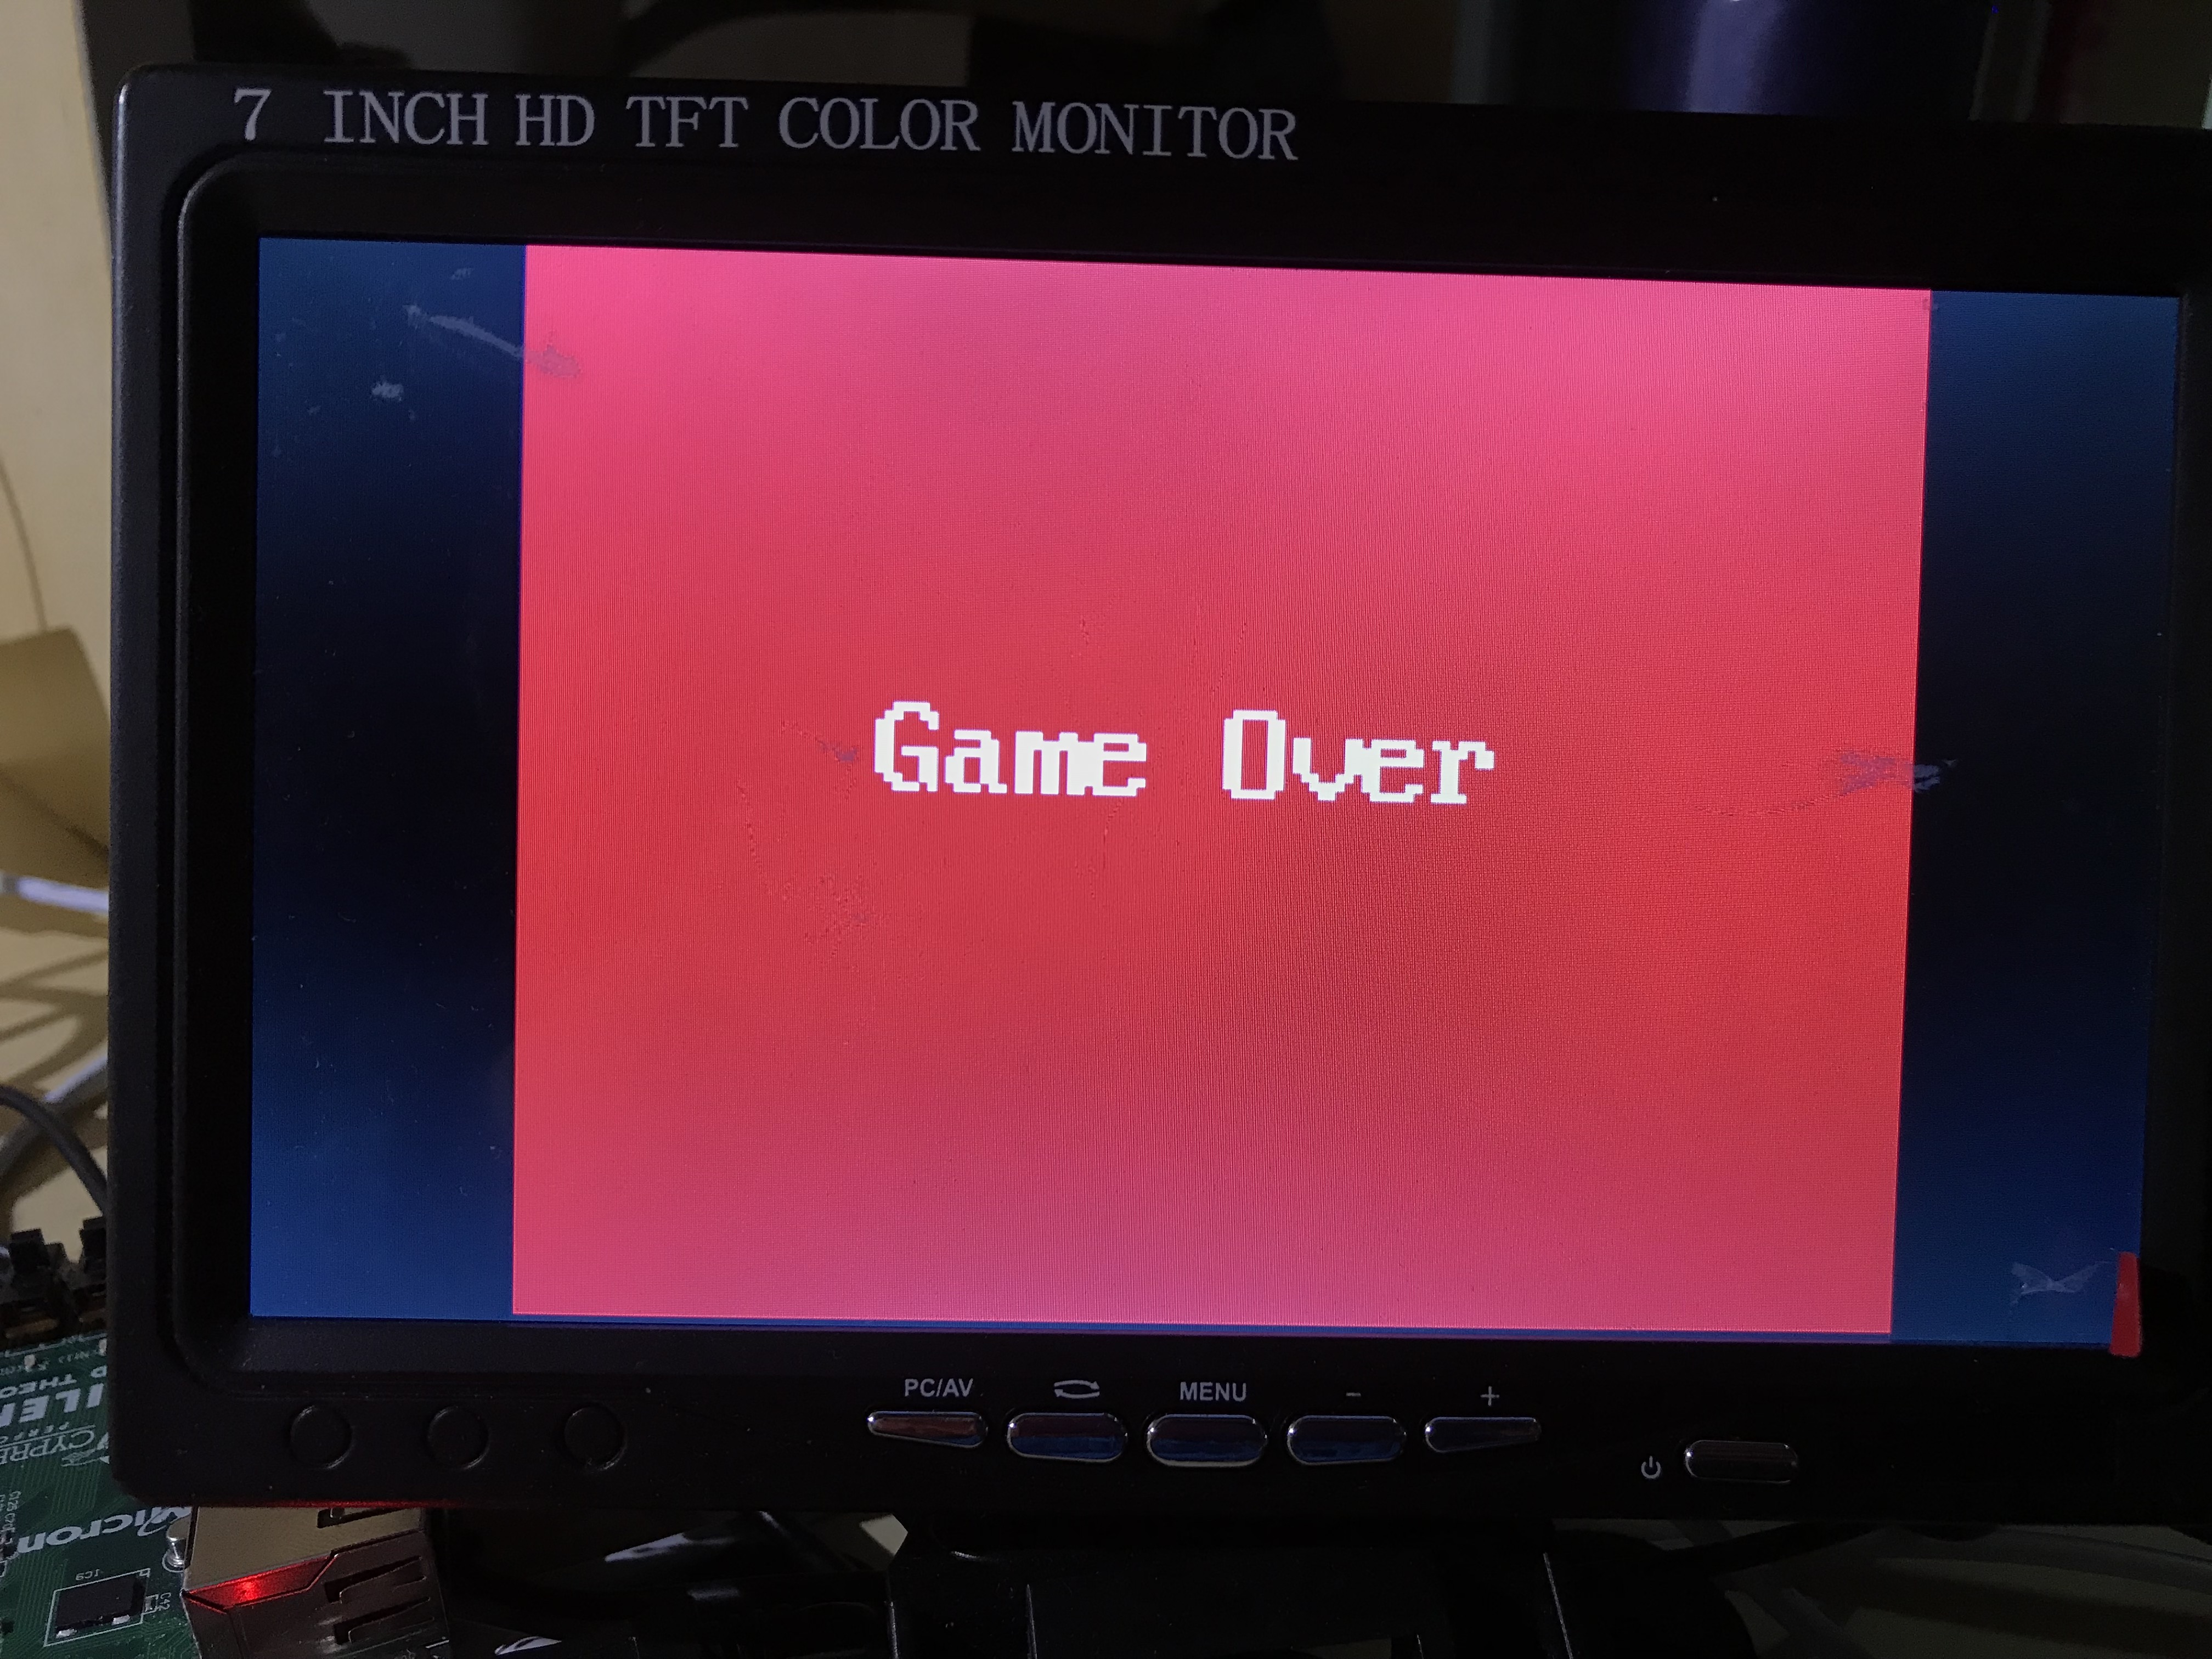 7 INCH HD TFT COLOR MONITOR
Game Over
PC/AV
MENU
−
+
Micron